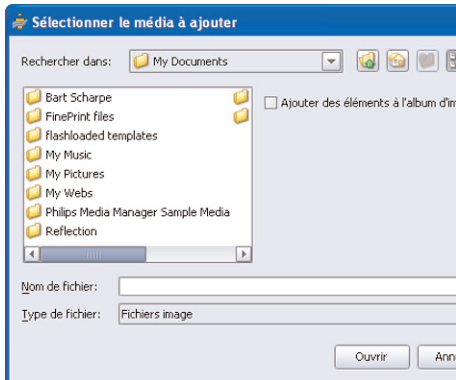 Sélectionner le média à ajouter
Rechercher dans: My Documents
Bart Scharpe
FinePrint files
flashloaded templates
My Music
My Pictures
My Webs
Philips Media Manager Sample Media
Reflection
Ajouter des éléments à l'album d'im
Nom de fichier:
Type de fichier: Fichiers image
Ouvrir Ann